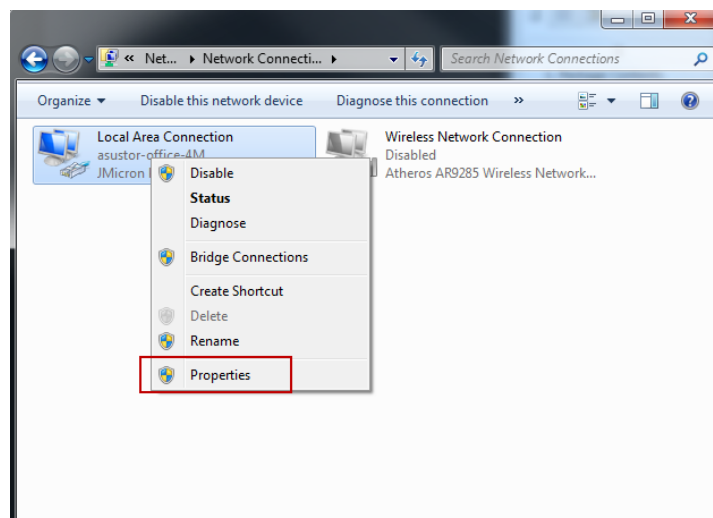 « Net... Network Connecti...
Search Network Connections
Organize Disable this network device Diagnose this connection »
Local Area Connection
asustor-office-4M
JMicron
Wireless Network Connection
Disabled
Atheros AR9285 Wireless Network...
Disable
Status
Diagnose
Bridge Connections
Create Shortcut
Delete
Rename
Properties